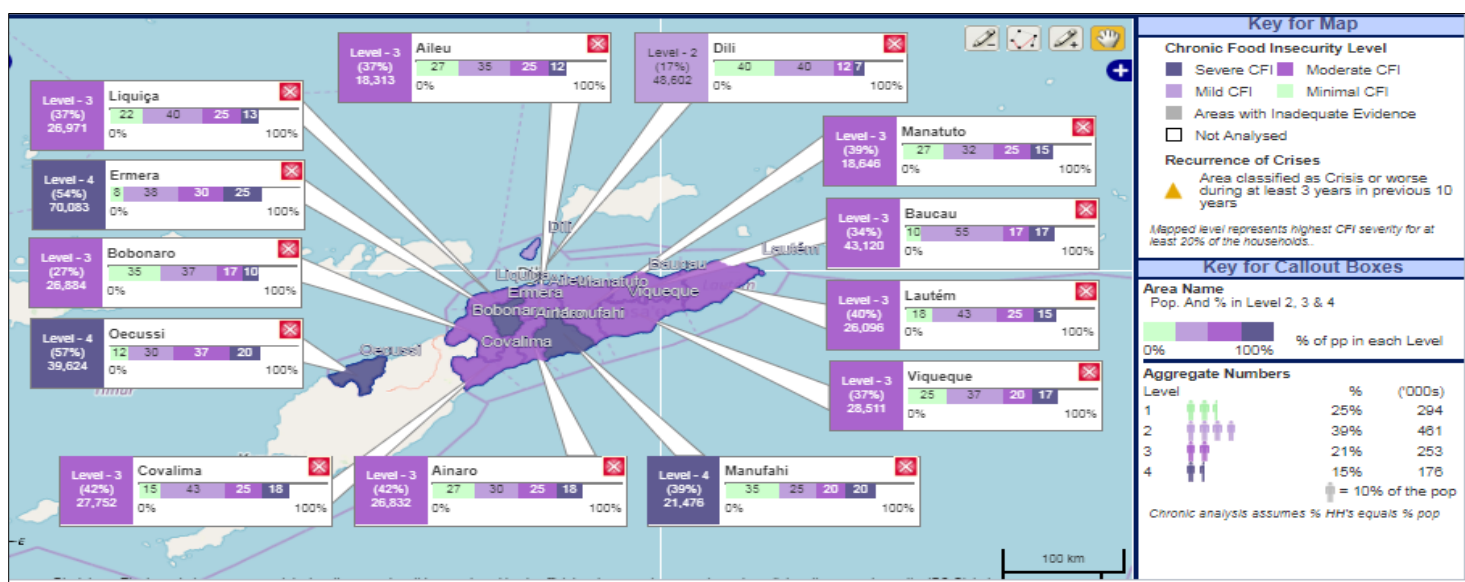 Level - 3
(37%)
18,313
Aileu
27 35 25 12
0% 100%
Level - 2
(17%)
48,602
Dili
40 40 12 7
0% 100%
Level - 3
(37%)
26,971
Liquiça
22 40 25 13
0% 100%
Level - 3
(39%)
18,646
Manatuto
27 32 25 15
0% 100%
Level - 4
(54%)
70,083
Ermera
8 38 30 25
0% 100%
Level - 3
(34%)
43,120
Baucau
10 55 17 17
0% 100%
Level - 3
(27%)
26,884
Bobonaro
35 37 17 10
0% 100%
Level - 3
(40%)
26,096
Lautém
18 43 25 15
0% 100%
Level - 4
(57%)
39,624
Oecussi
12 30 37 20
0% 100%
Level - 3
(37%)
28,511
Viqueque
25 37 20 17
0% 100%
Level - 3
(42%)
27,752
Covalima
15 43 25 18
0% 100%
Level - 3
(42%)
26,832
Ainaro
27 30 25 18
0% 100%
Level - 4
(39%)
21,476
Manufahi
35 25 20 20
0% 100%
Dili
Lautém
Baucau
Manatuto
Ermera
Viqueque
Covalima
Oecussi
100 km
Key for Map
Chronic Food Insecurity Level
Severe CFI Moderate CFI
Mild CFI Minimal CFI
Areas with Inadequate Evidence
Not Analysed
Recurrence of Crises
Area classified as Crisis or worse
during at least 3 years in previous 10
years
Mapped level represents highest CFI severity for at
least 20% of the households..
Key for Callout Boxes
Area Name
Pop. And % in Level 2, 3 & 4
0% 100% % of pp in each Level
Aggregate Numbers
Level % ('000s)
1 25% 294
2 39% 461
3 21% 253
4 15% 176
= 10% of the pop
Chronic analysis assumes % HH's equals % pop